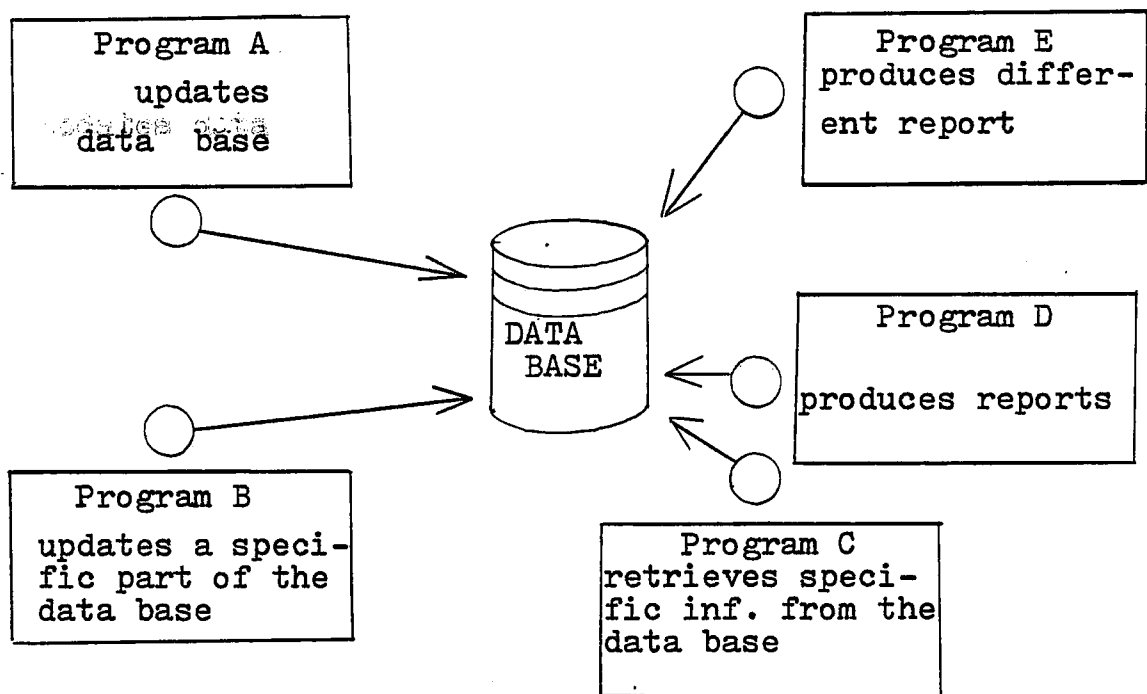 Program A
updates
data base
Program E
produces differ-
ent report
DATA
BASE
Program D
produces reports
Program B
updates a speci-
fic part of the
data base
Program C
retrieves speci-
fic inf. from the
data base